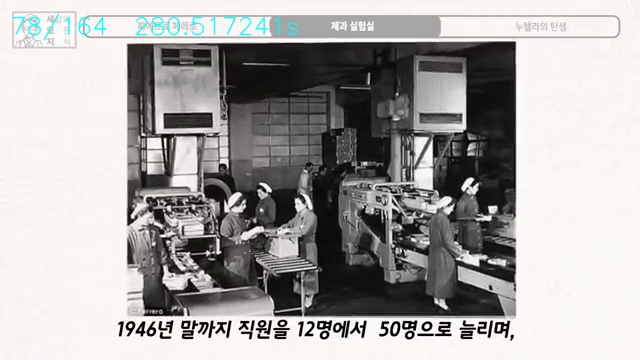 78/164 280.517241s
제과 실험실
누텔라의 탄생
Ferrero
1946년 말까지 직원을 12명에서 50명으로 늘리며,